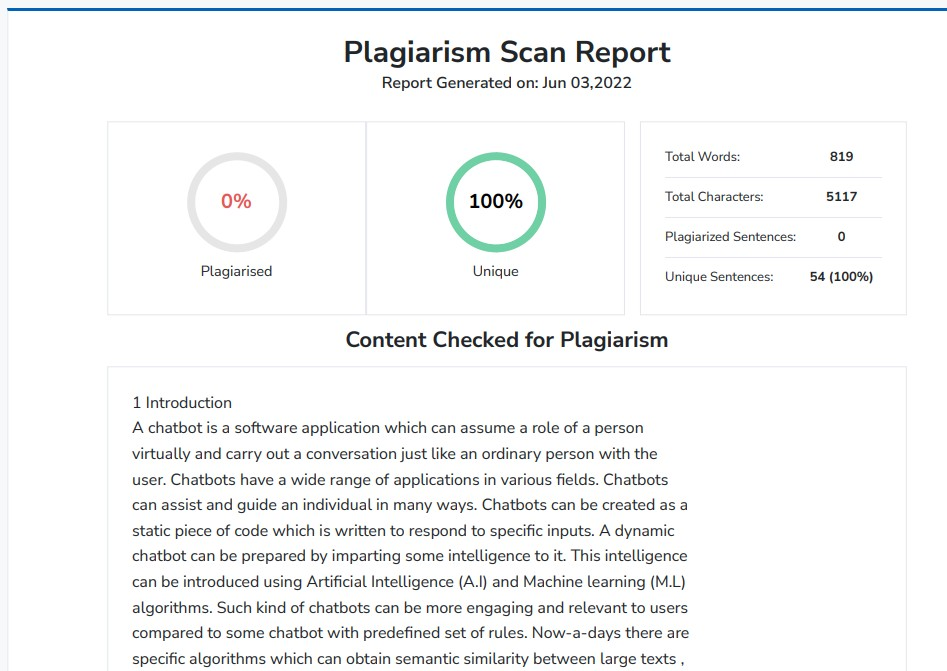 Plagiarism Scan Report
Report Generated on: Jun 03,2022
0%
Plagiarised
100%
Unique
Total Words: 819
Total Characters: 5117
Plagiarized Sentences: 0
Unique Sentences: 54 (100%)
Content Checked for Plagiarism
1 Introduction
A chatbot is a software application which can assume a role of a person
virtually and carry out a conversation just like an ordinary person with the
user. Chatbots have a wide range of applications in various fields. Chatbots
can assist and guide an individual in many ways. Chatbots can be created as a
static piece of code which is written to respond to specific inputs. A dynamic
chatbot can be prepared by imparting some intelligence to it. This intelligence
can be introduced using Artificial Intelligence (A.I) and Machine learning (M.L)
algorithms. Such kind of chatbots can be more engaging and relevant to users
compared to some chatbot with predefined set of rules. Now-a-days there are
specific algorithms which can obtain semantic similarity between large texts ,